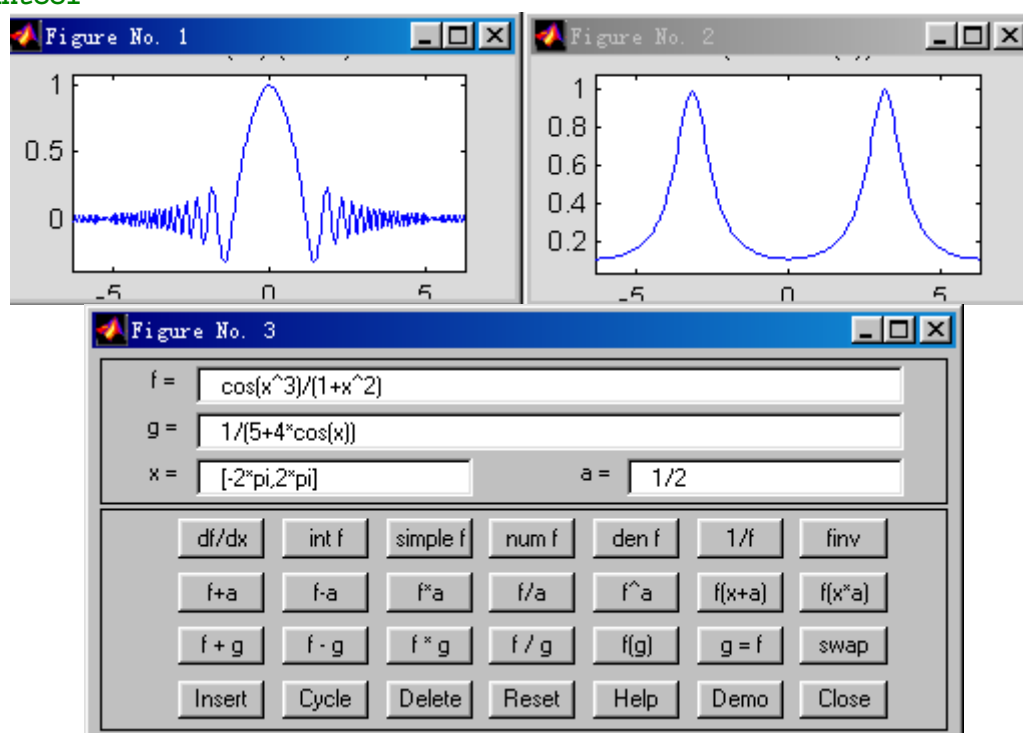 Figure No. 1
1
0.5
0
-5 0 5
Figure No. 2
1
0.8
0.6
0.4
0.2
-5 0 5
Figure No. 3
f = cos(x^3)/(1+x^2)
g = 1/(5+4*cos(x))
x = [-2*pi,2*pi] a = 1/2
df/dx int f simple f num f den f 1/f finv
f+a f-a f*a f/a f^a f(x+a) f(x*a)
f + g f - g f * g f / g f(g) g = f swap
Insert Cycle Delete Reset Help Demo Close